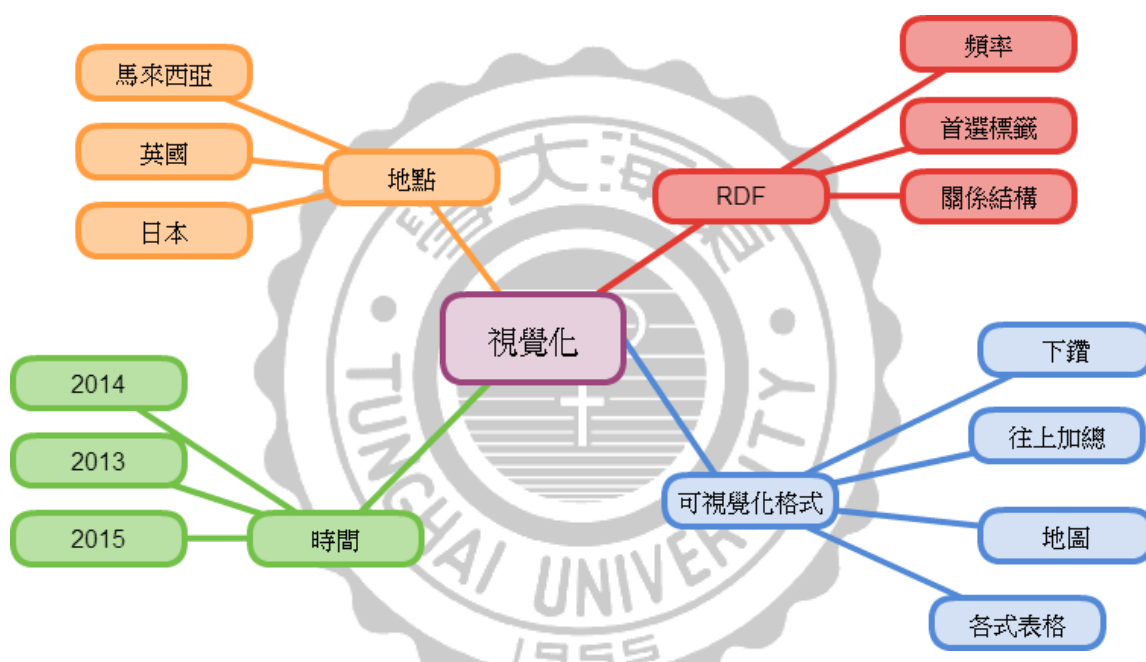 視覺化
地點
馬來西亞
英國
日本
RDF
頻率
首選標籤
關係結構
時間
2014
2013
2015
可視覺化格式
下鑽
往上加總
地圖
各式表格
大
TUNGHAI UNIVERSITY
1955